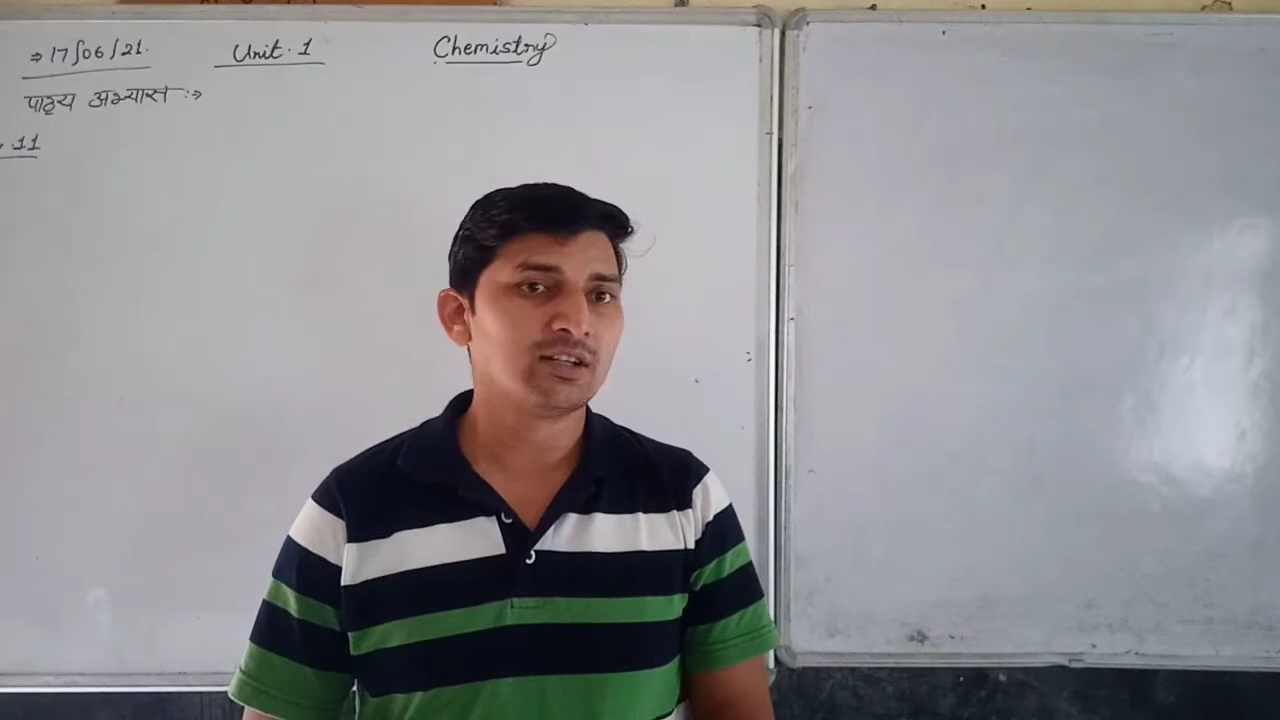 ⇒ 17/06/21. Unit. 1 Chemistry
पाठ्य अभ्यास :→
.11